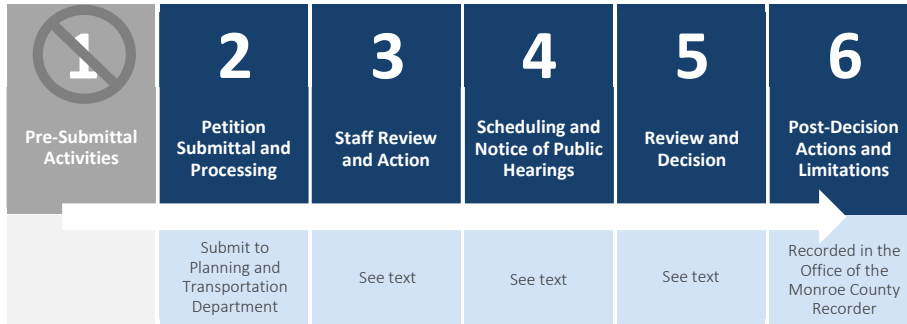 1
Pre-Submittal
Activities
2
Petition
Submittal and
Processing
Submit to
Planning and
Transportation
Department
3
Staff Review
and Action
See text
4
Scheduling and
Notice of Public
Hearings
See text
5
Review and
Decision
See text
6
Post-Decision
Actions and
Limitations
Recorded in the
Office of the
Monroe County
Recorder